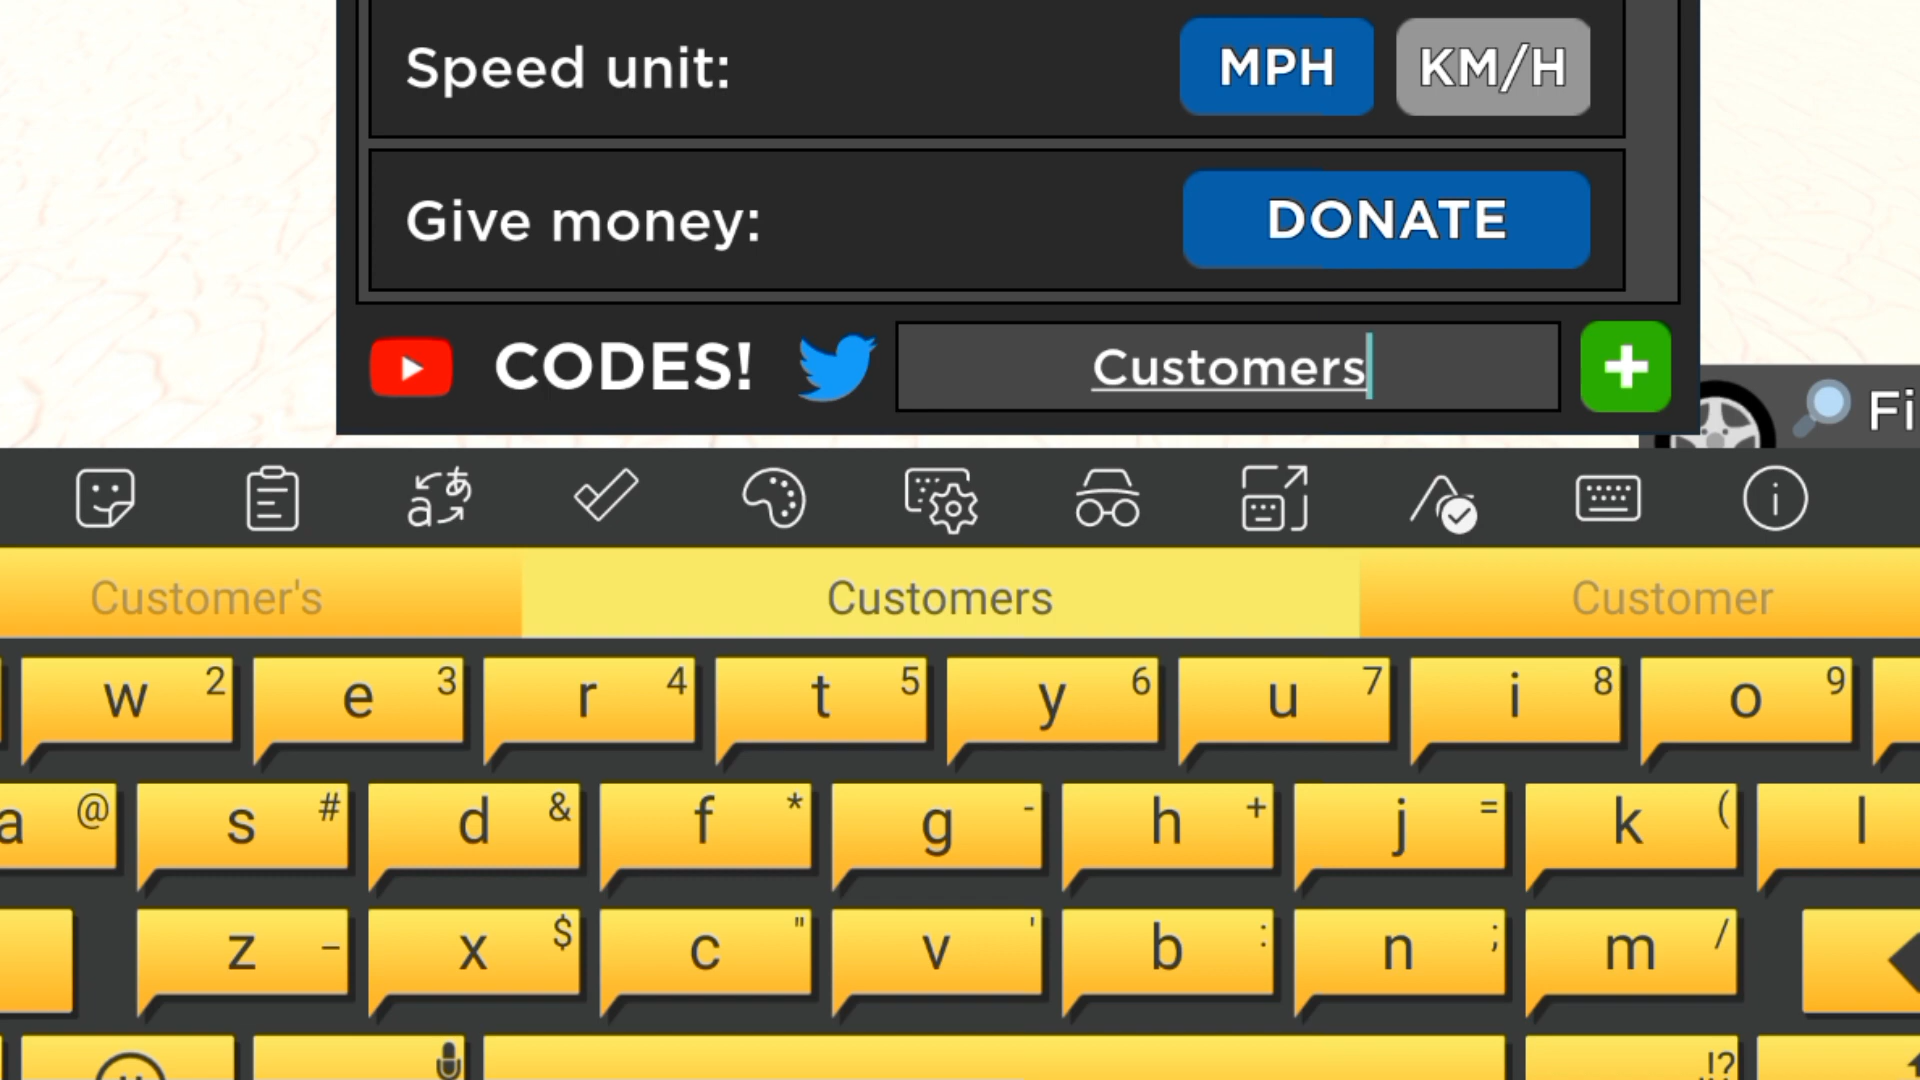 Speed unit: MPH KM/H
Give money: DONATE
CODES! Customers +
Fi
Customer's Customers Customer
w 2 e 3 r 4 t 5 y 6 u 7 i 8 o 9
a @ s # d & f * g - h + j = k ( l
z _ x $ c " v ' b : n ; m /
!?